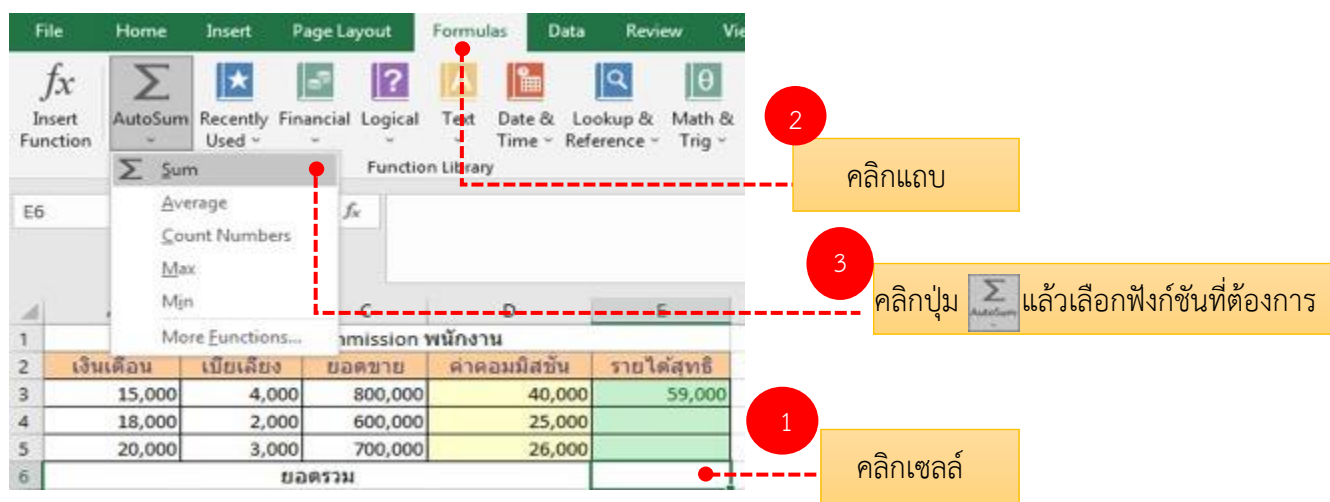 File Home Insert Page Layout Formulas Data Review Vie
fx Insert Function
AutoSum
Recently Used
Financial
Logical
Text
Date & Time
Lookup & Reference
Math & Trig
Function Library
Σ Sum
Average
Count Numbers
Max
Min
More Functions...
E6 fx
C D E
1 mmission พนักงาน
2 เงินเดือน เบี้ยเลี้ยง ยอดขาย ค่าคอมมิสชัน รายได้สุทธิ
3 15,000 4,000 800,000 40,000 59,000
4 18,000 2,000 600,000 25,000
5 20,000 3,000 700,000 26,000
6 ยอดรวม
2
คลิกแถบ
3
คลิกปุ่ม Σ AutoSum แล้วเลือกฟังก์ชันที่ต้องการ
1
คลิกเซลล์